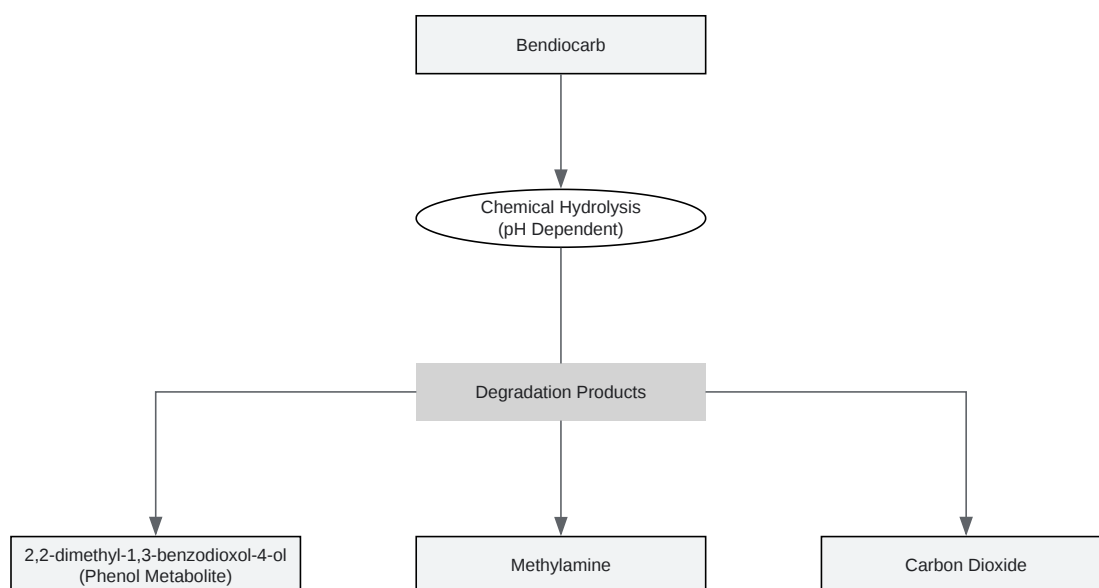 Bendiocarb
Chemical Hydrolysis
(pH Dependent)
Degradation Products
2,2-dimethyl-1,3-benzodioxol-4-ol
(Phenol Metabolite)
Methylamine
Carbon Dioxide